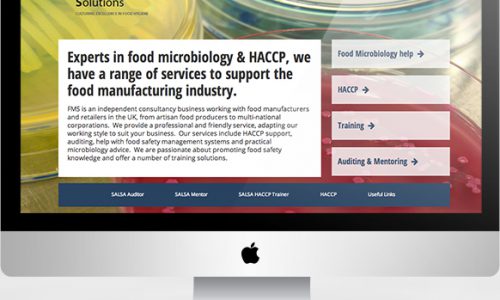 Solutions
CULTURING EXCELLENCE IN FOOD HYGIENE
Experts in food microbiology & HACCP, we
have a range of services to support the
food manufacturing industry.
FMS is an independent consultancy business working with food manufacturers
and retailers in the UK, from artisan food producers to multi-national
corporations. We provide a professional and friendly service, adapting our
working style to suit your business. Our services include HACCP support,
auditing, help with food safety management systems and practical
microbiology advice. We are passionate about promoting food safety
knowledge and offer a number of training solutions.
Food Microbiology help →
HACCP →
Training →
Auditing & Mentoring →
SALSA Auditor SALSA Mentor SALSA HACCP Trainer HACCP Useful Links